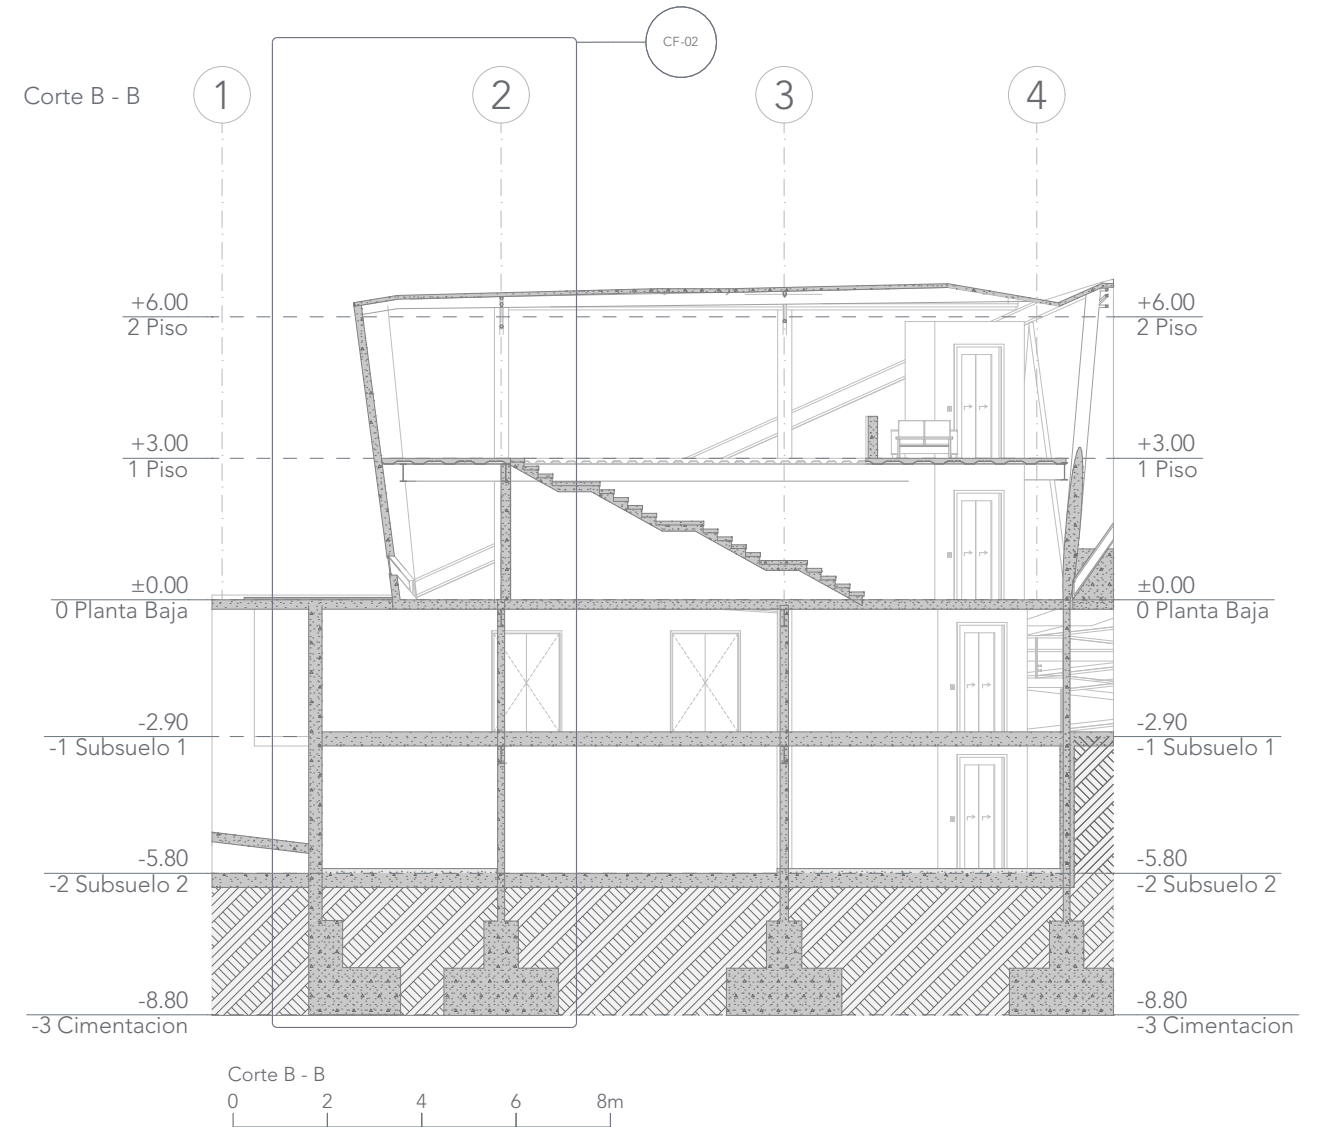 CF-02
Corte B - B
1
2
3
4
+6.00
2 Piso
+6.00
2 Piso
+3.00
1 Piso
+3.00
1 Piso
±0.00
0 Planta Baja
±0.00
0 Planta Baja
-2.90
-1 Subsuelo 1
-2.90
-1 Subsuelo 1
-5.80
-2 Subsuelo 2
-5.80
-2 Subsuelo 2
-8.80
-3 Cimentacion
-8.80
-3 Cimentacion
Corte B - B
0 2 4 6 8m